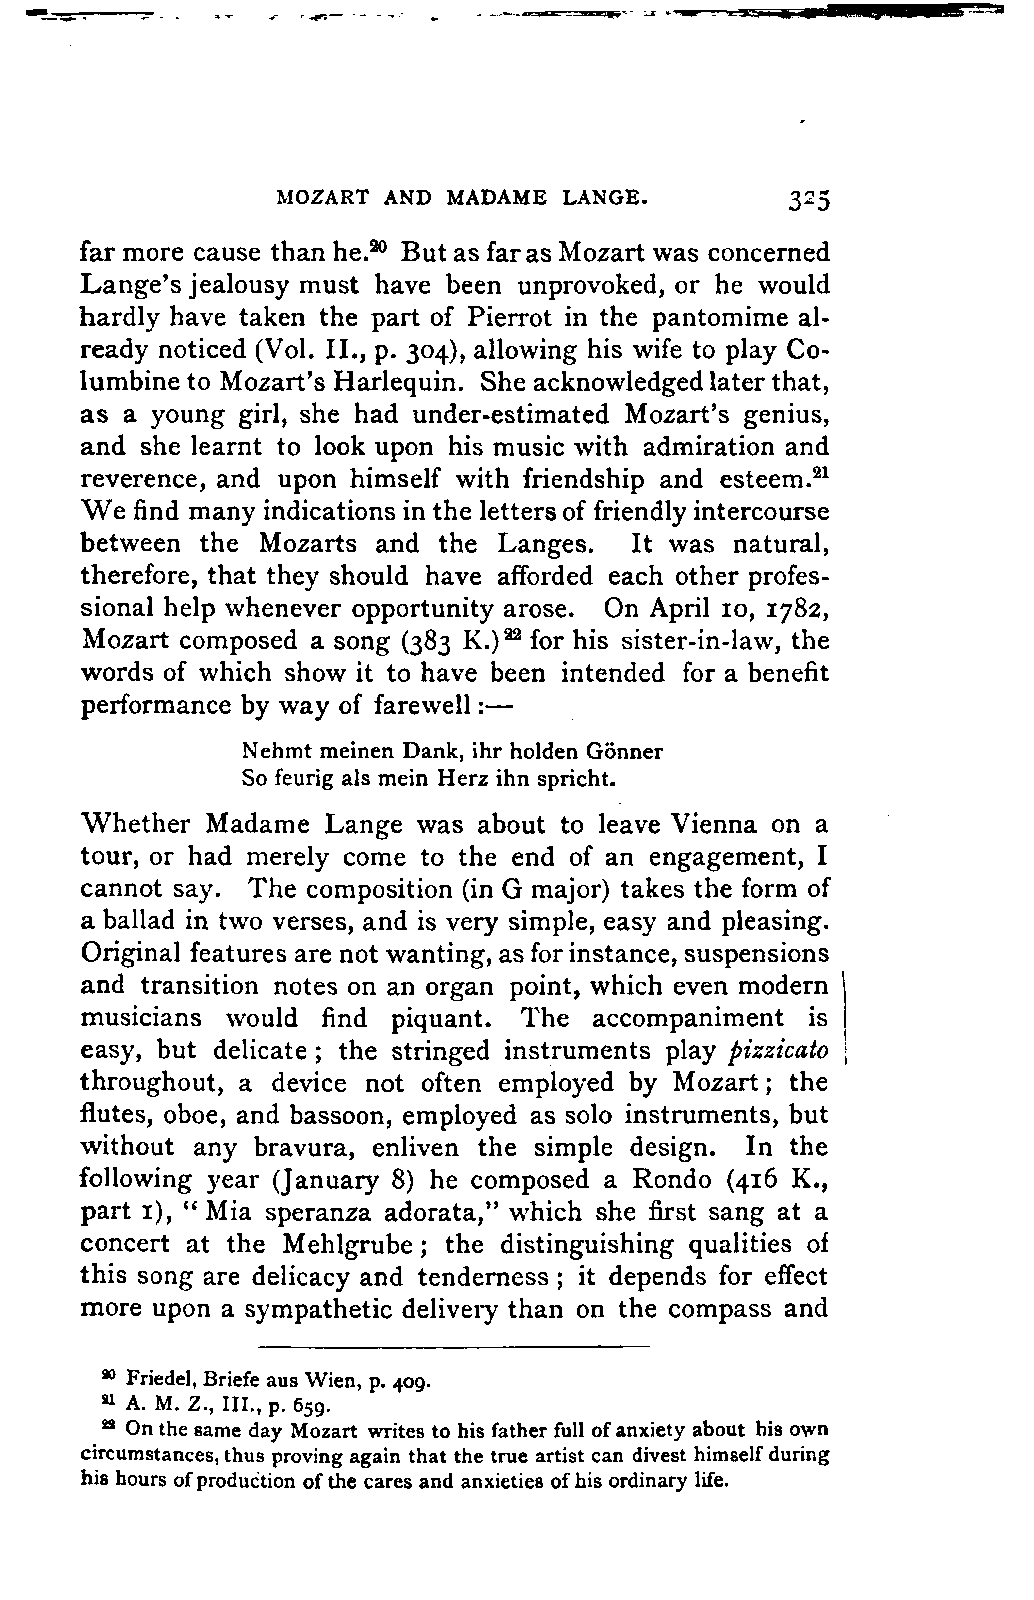 MOZART AND MADAME LANGE. 325
far more cause than he.²⁰ But as far as Mozart was concerned
Lange's jealousy must have been unprovoked, or he would
hardly have taken the part of Pierrot in the pantomime al-
ready noticed (Vol. II., p. 304), allowing his wife to play Co-
lumbine to Mozart's Harlequin. She acknowledged later that,
as a young girl, she had under-estimated Mozart's genius,
and she learnt to look upon his music with admiration and
reverence, and upon himself with friendship and esteem.²¹
We find many indications in the letters of friendly intercourse
between the Mozarts and the Langes. It was natural,
therefore, that they should have afforded each other profes-
sional help whenever opportunity arose. On April 10, 1782,
Mozart composed a song (383 K.)²² for his sister-in-law, the
words of which show it to have been intended for a benefit
performance by way of farewell :—
Nehmt meinen Dank, ihr holden Gönner
So feurig als mein Herz ihn spricht.
Whether Madame Lange was about to leave Vienna on a
tour, or had merely come to the end of an engagement, I
cannot say. The composition (in G major) takes the form of
a ballad in two verses, and is very simple, easy and pleasing.
Original features are not wanting, as for instance, suspensions
and transition notes on an organ point, which even modern
musicians would find piquant. The accompaniment is
easy, but delicate ; the stringed instruments play pizzicato
throughout, a device not often employed by Mozart ; the
flutes, oboe, and bassoon, employed as solo instruments, but
without any bravura, enliven the simple design. In the
following year (January 8) he composed a Rondo (416 K.,
part 1), " Mia speranza adorata," which she first sang at a
concert at the Mehlgrube ; the distinguishing qualities of
this song are delicacy and tenderness ; it depends for effect
more upon a sympathetic delivery than on the compass and
²⁰ Friedel, Briefe aus Wien, p. 409.
²¹ A. M. Z., III., p. 659.
²² On the same day Mozart writes to his father full of anxiety about his own
circumstances, thus proving again that the true artist can divest himself during
his hours of production of the cares and anxieties of his ordinary life.